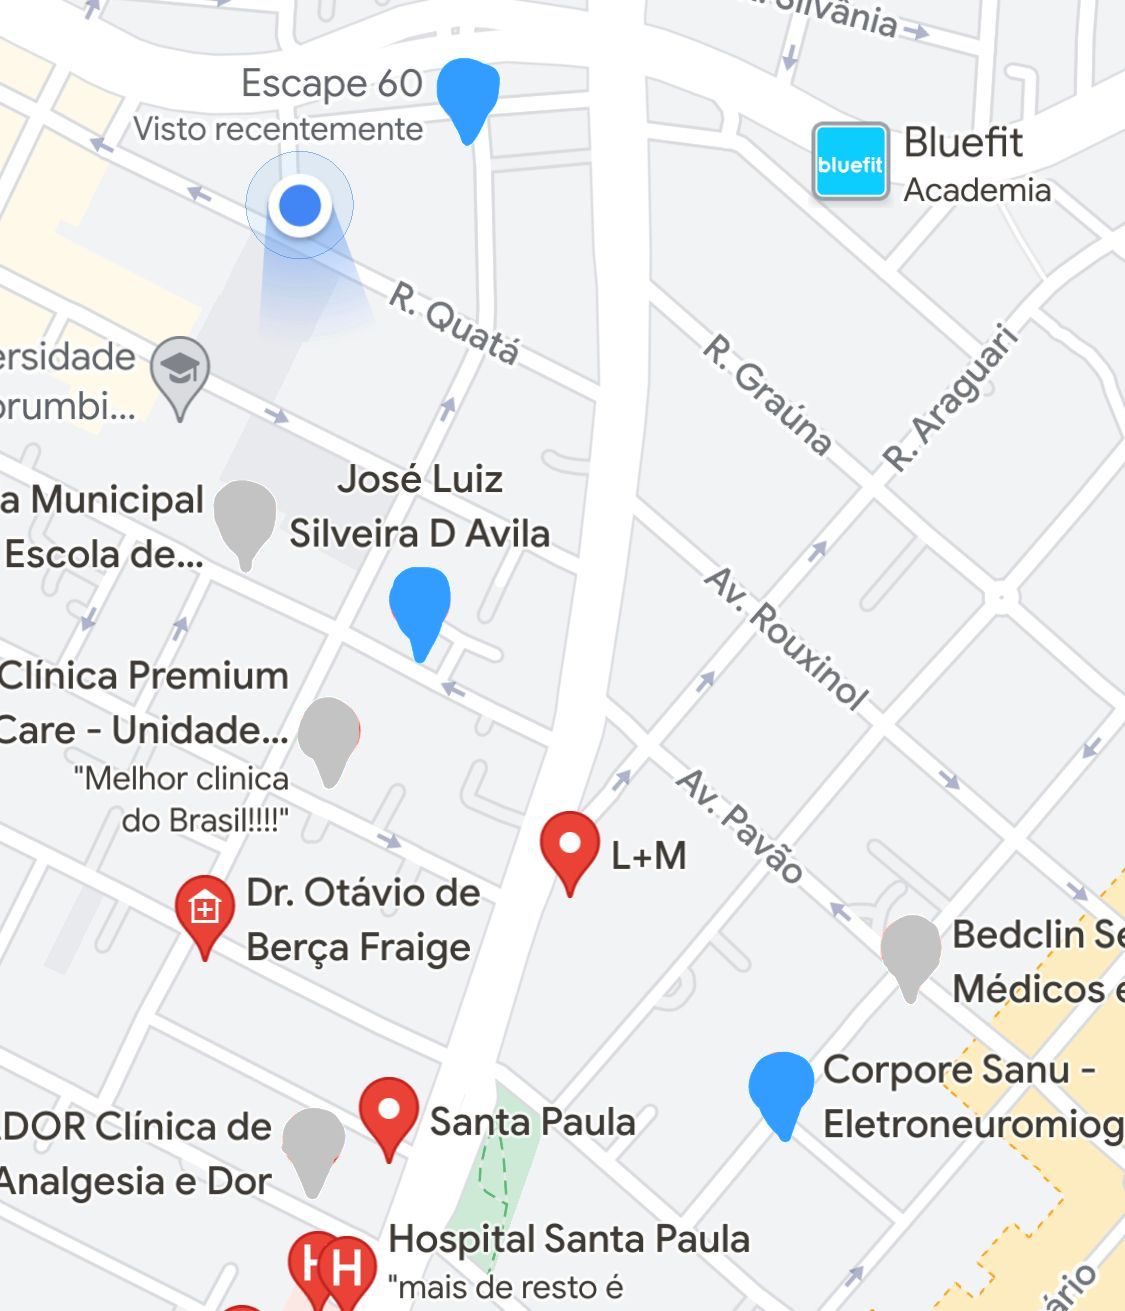 Silvânia
Escape 60
Visto recentemente
bluefit
Bluefit
Academia
R. Quatá
R. Graúna
R. Araguari
ersidade
orumbi...
a Municipal
Escola de...
José Luiz
Silveira D Avila
Av. Rouxinol
Clínica Premium
Care - Unidade...
"Melhor clinica
do Brasil!!!!"
Av. Pavão
L+M
Dr. Otávio de
Berça Fraige
Bedclin Se
Médicos e
Corpore Sanu -
Eletroneuromiog
DOR Clínica de
Analgesia e Dor
Santa Paula
H
H
Hospital Santa Paula
"mais de resto é
ário